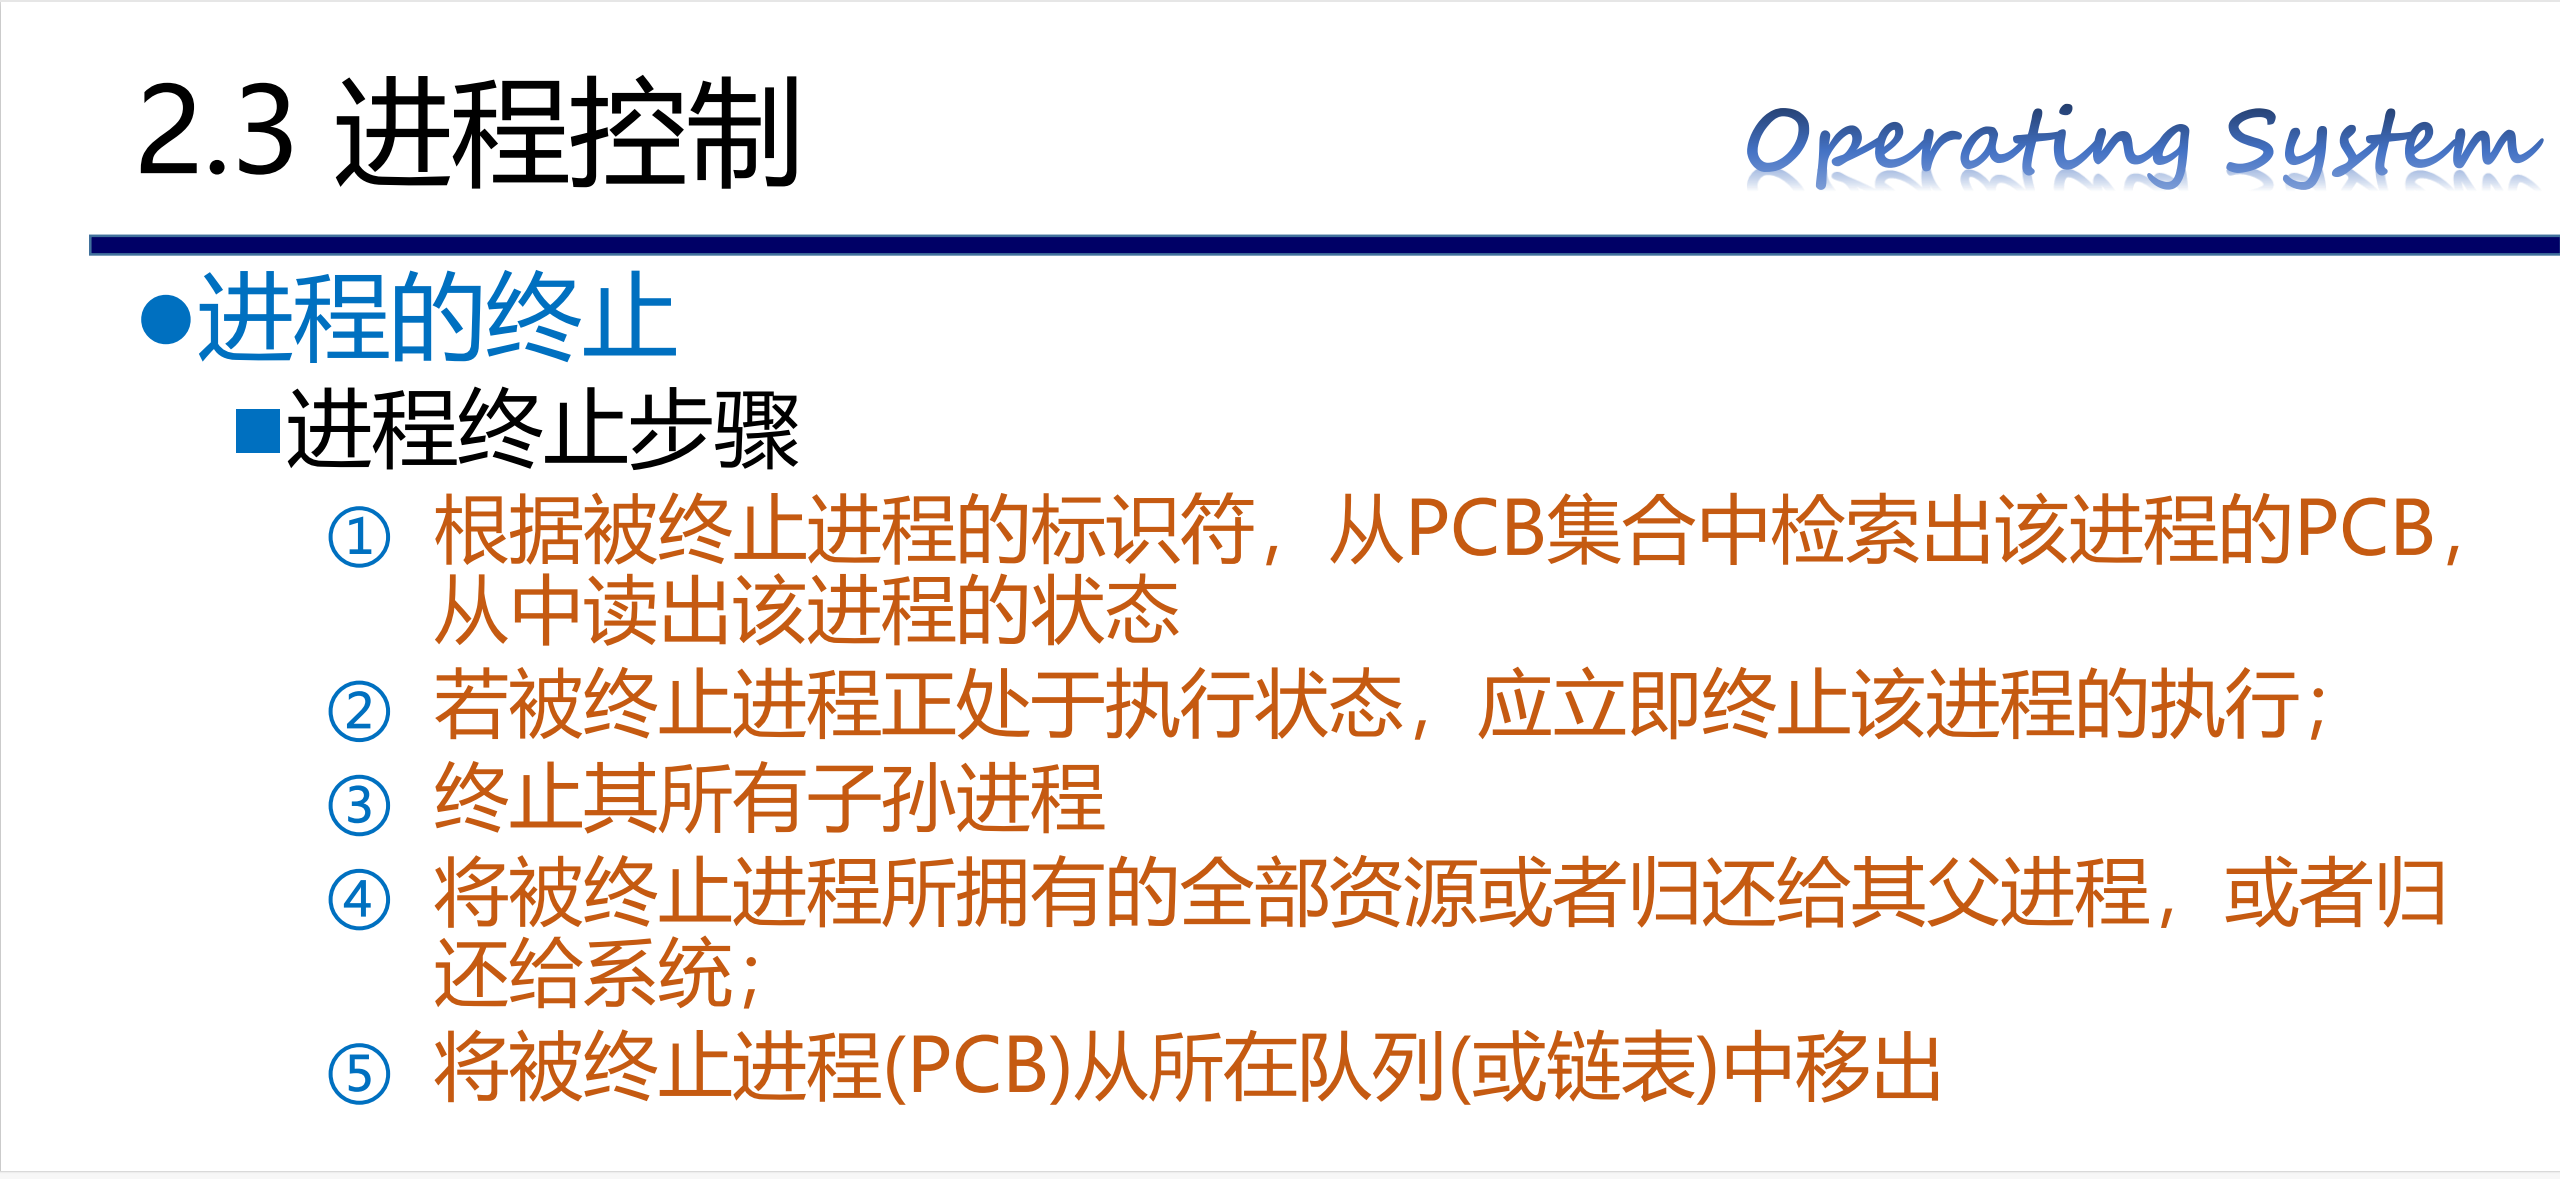 2.3 进程控制
Operating System
●进程的终止
■进程终止步骤
① 根据被终止进程的标识符，从PCB集合中检索出该进程的PCB，
从中读出该进程的状态
② 若被终止进程正处于执行状态，应立即终止该进程的执行；
③ 终止其所有子孙进程
④ 将被终止进程所拥有的全部资源或者归还给其父进程，或者归
还给系统；
⑤ 将被终止进程(PCB)从所在队列(或链表)中移出